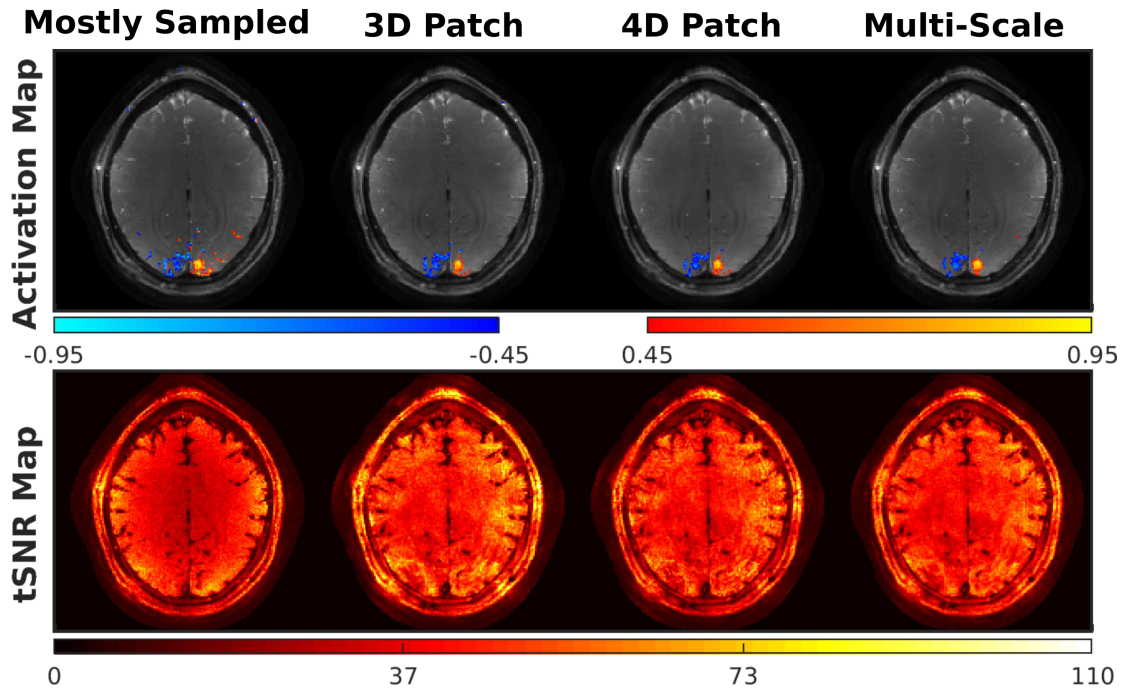 Mostly Sampled 3D Patch 4D Patch Multi-Scale
Activation Map
-0.95 -0.45 0.45 0.95
tSNR Map
0 37 73 110